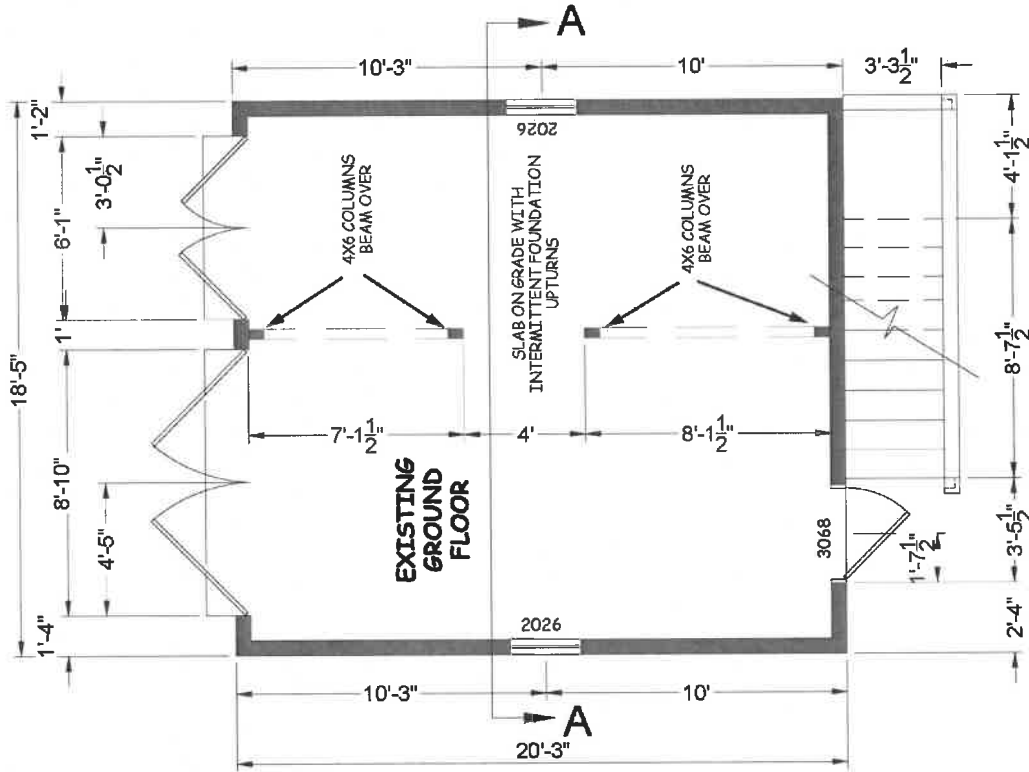 A
10'-3"
10'
3'-3 1/2"
1'-2"
3'-0 1/2"
6'-1"
1'
18'-5"
8'-10"
4'-5"
1'-4"
2026
4X6 COLUMNS
BEAM OVER
SLAB ON GRADE WITH
INTERMITTENT FOUNDATION
UPTURNS
4X6 COLUMNS
BEAM OVER
4'-1 1/2"
8'-7 1/2"
7'-1 1/2"
4'
8'-1 1/2"
EXISTING
GROUND
FLOOR
3068
1'-7 1/2"
3'-5 1/2"
2'-4"
2026
10'-3"
10'
A
20'-3"